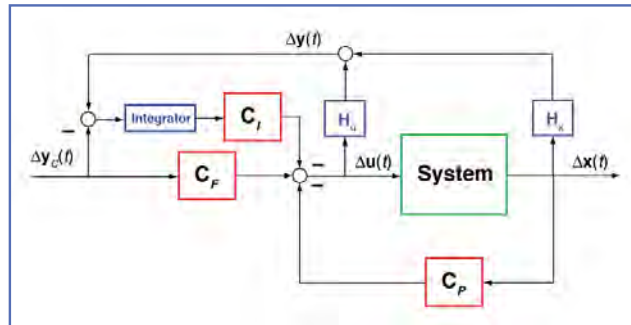 Δy(t)
H_u
H_x
–
Integrator
C_I
Δy_C(t)
C_F
–
–
Δu(t)
System
Δx(t)
C_P